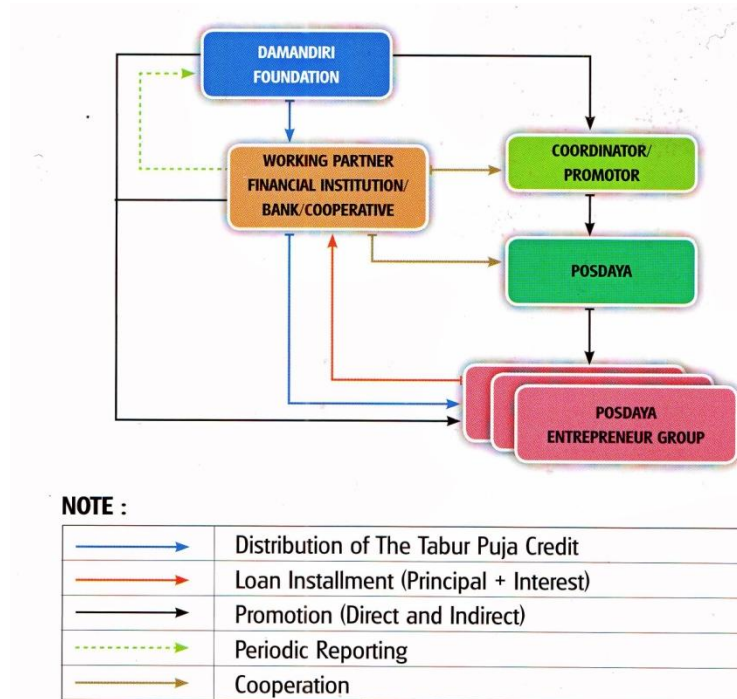 DAMANDIRI
FOUNDATION
WORKING PARTNER
FINANCIAL INSTITUTION/
BANK/COOPERATIVE
COORDINATOR/
PROMOTOR
POSDAYA
POSDAYA
ENTREPRENEUR GROUP
NOTE :
Distribution of The Tabur Puja Credit
Loan Installment (Principal + Interest)
Promotion (Direct and Indirect)
Periodic Reporting
Cooperation